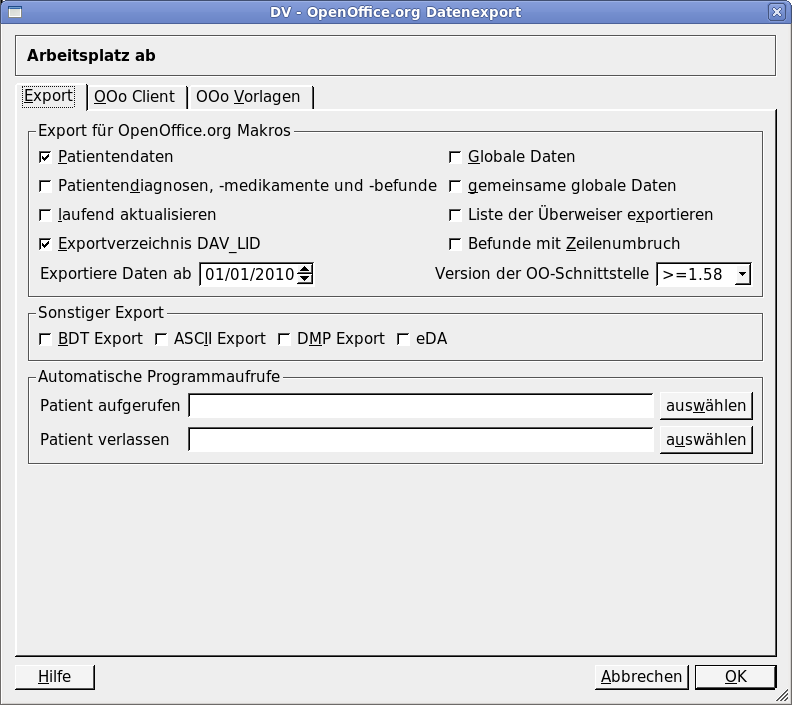 DV - OpenOffice.org Datenexport
Arbeitsplatz ab
Export OOo Client OOo Vorlagen
Export für OpenOffice.org Makros
Patientendaten Globale Daten
Patientendiagnosen, -medikamente und -befunde gemeinsame globale Daten
laufend aktualisieren Liste der Überweiser exportieren
Exportverzeichnis DAV_LID Befunde mit Zeilenumbruch
Exportiere Daten ab 01/01/2010 Version der OO-Schnittstelle >=1.58
Sonstiger Export
BDT Export ASCII Export DMP Export eDA
Automatische Programmaufrufe
Patient aufgerufen auswählen
Patient verlassen auswählen
Hilfe Abbrechen OK